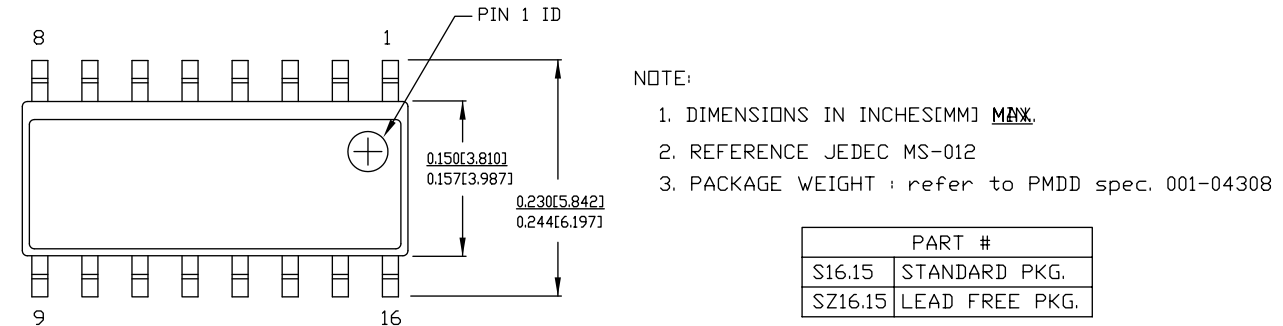 PIN 1 ID
8
1
0.150[3.810]
0.157[3.987]
0.230[5.842]
0.244[6.197]
9
16
NOTE:
1. DIMENSIONS IN INCHES[MM]
2. REFERENCE JEDEC MS-012
3. PACKAGE WEIGHT : refer to PMDD spec. 001-04308
PART #
S16.15 STANDARD PKG.
SZ16.15 LEAD FREE PKG.